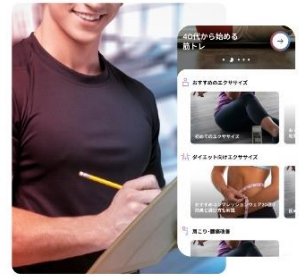 40代から始める
筋トレ
おすすめのエクササイズ
初めてのエクササイズ
ダイエット向けエクササイズ
肩こり・腰痛改善